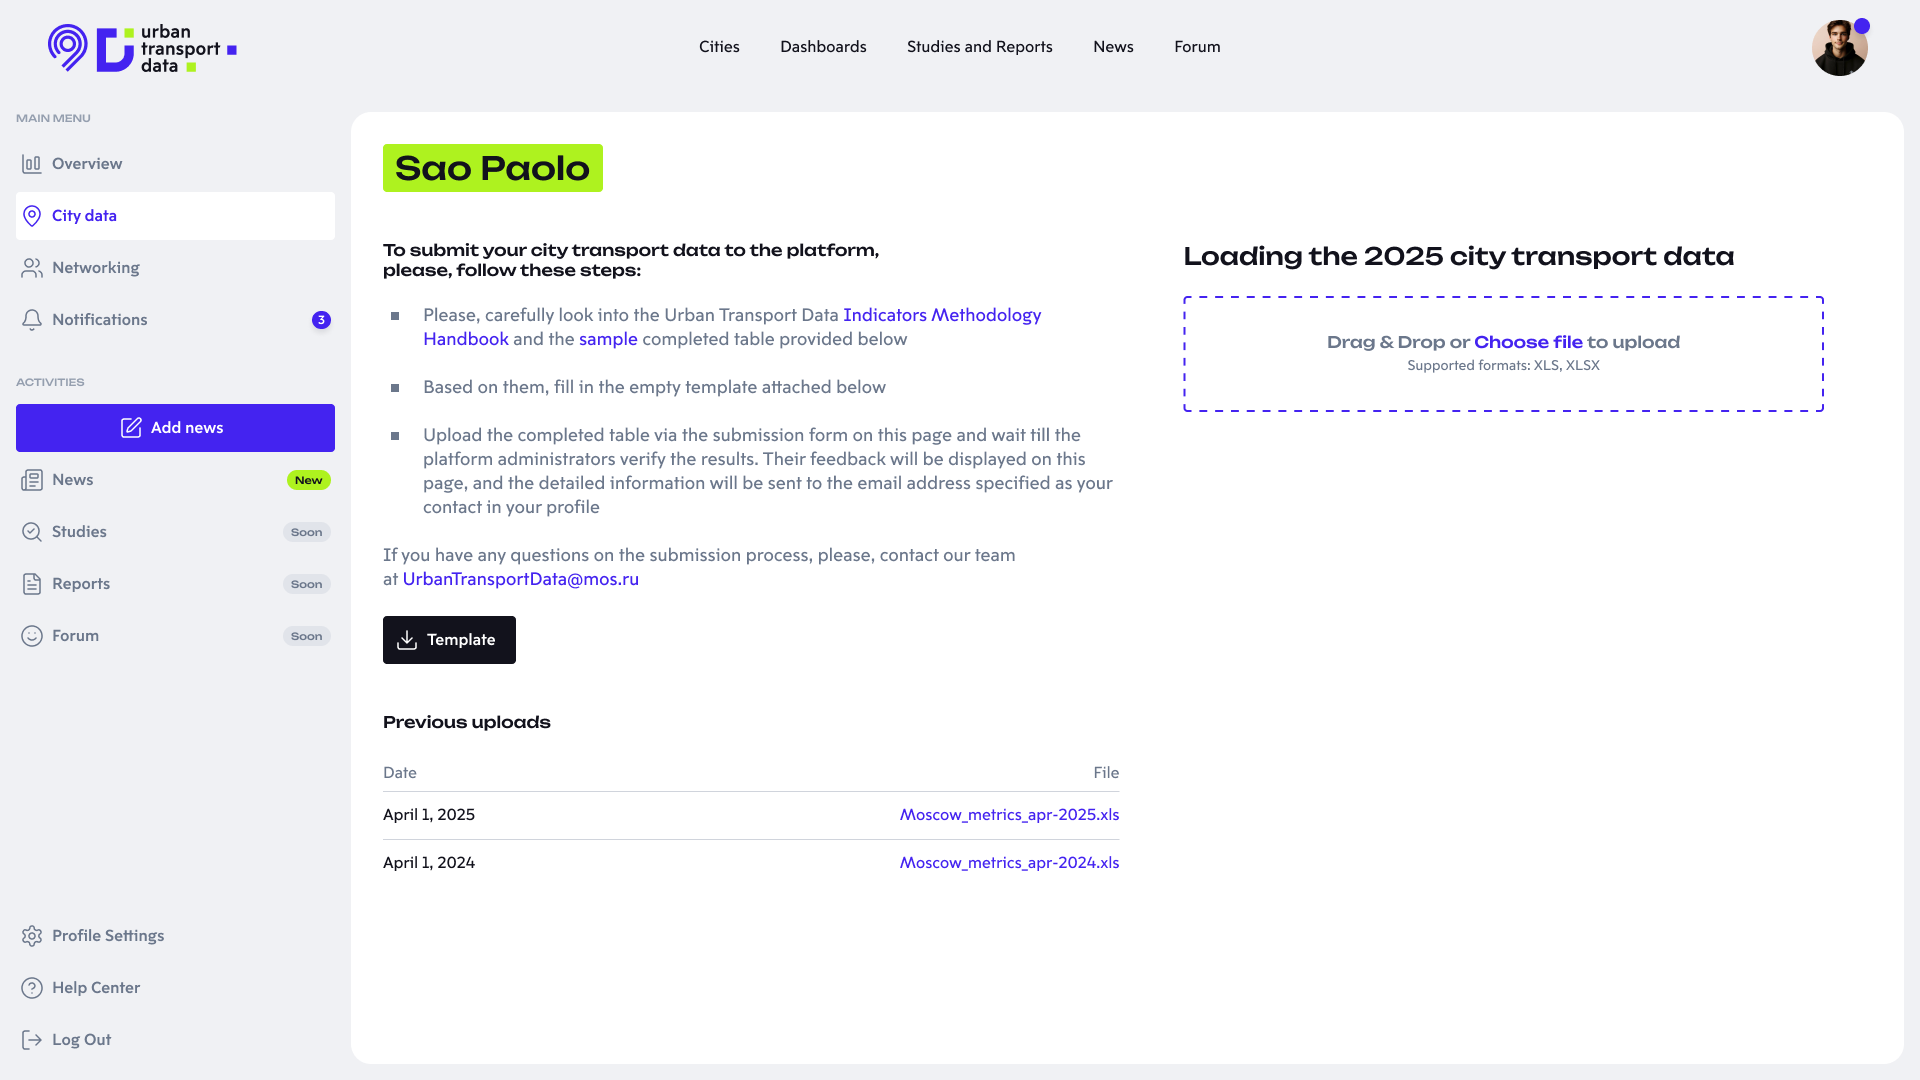 urban
transport
data
Cities
Dashboards
Studies and Reports
News
Forum
MAIN MENU
Overview
City data
Networking
Notifications
3
ACTIVITIES
Add news
News
New
Studies
Soon
Reports
Soon
Forum
Soon
Profile Settings
Help Center
Log Out
Sao Paolo
To submit your city transport data to the platform,
please, follow these steps:
Please, carefully look into the Urban Transport Data Indicators Methodology
Handbook and the sample completed table provided below
Based on them, fill in the empty template attached below
Upload the completed table via the submission form on this page and wait till the
platform administrators verify the results. Their feedback will be displayed on this
page, and the detailed information will be sent to the email address specified as your
contact in your profile
If you have any questions on the submission process, please, contact our team
at UrbanTransportData@mos.ru
Template
Previous uploads
Date
File
April 1, 2025
Moscow_metrics_apr-2025.xls
April 1, 2024
Moscow_metrics_apr-2024.xls
Loading the 2025 city transport data
Drag & Drop or Choose file to upload
Supported formats: XLS, XLSX